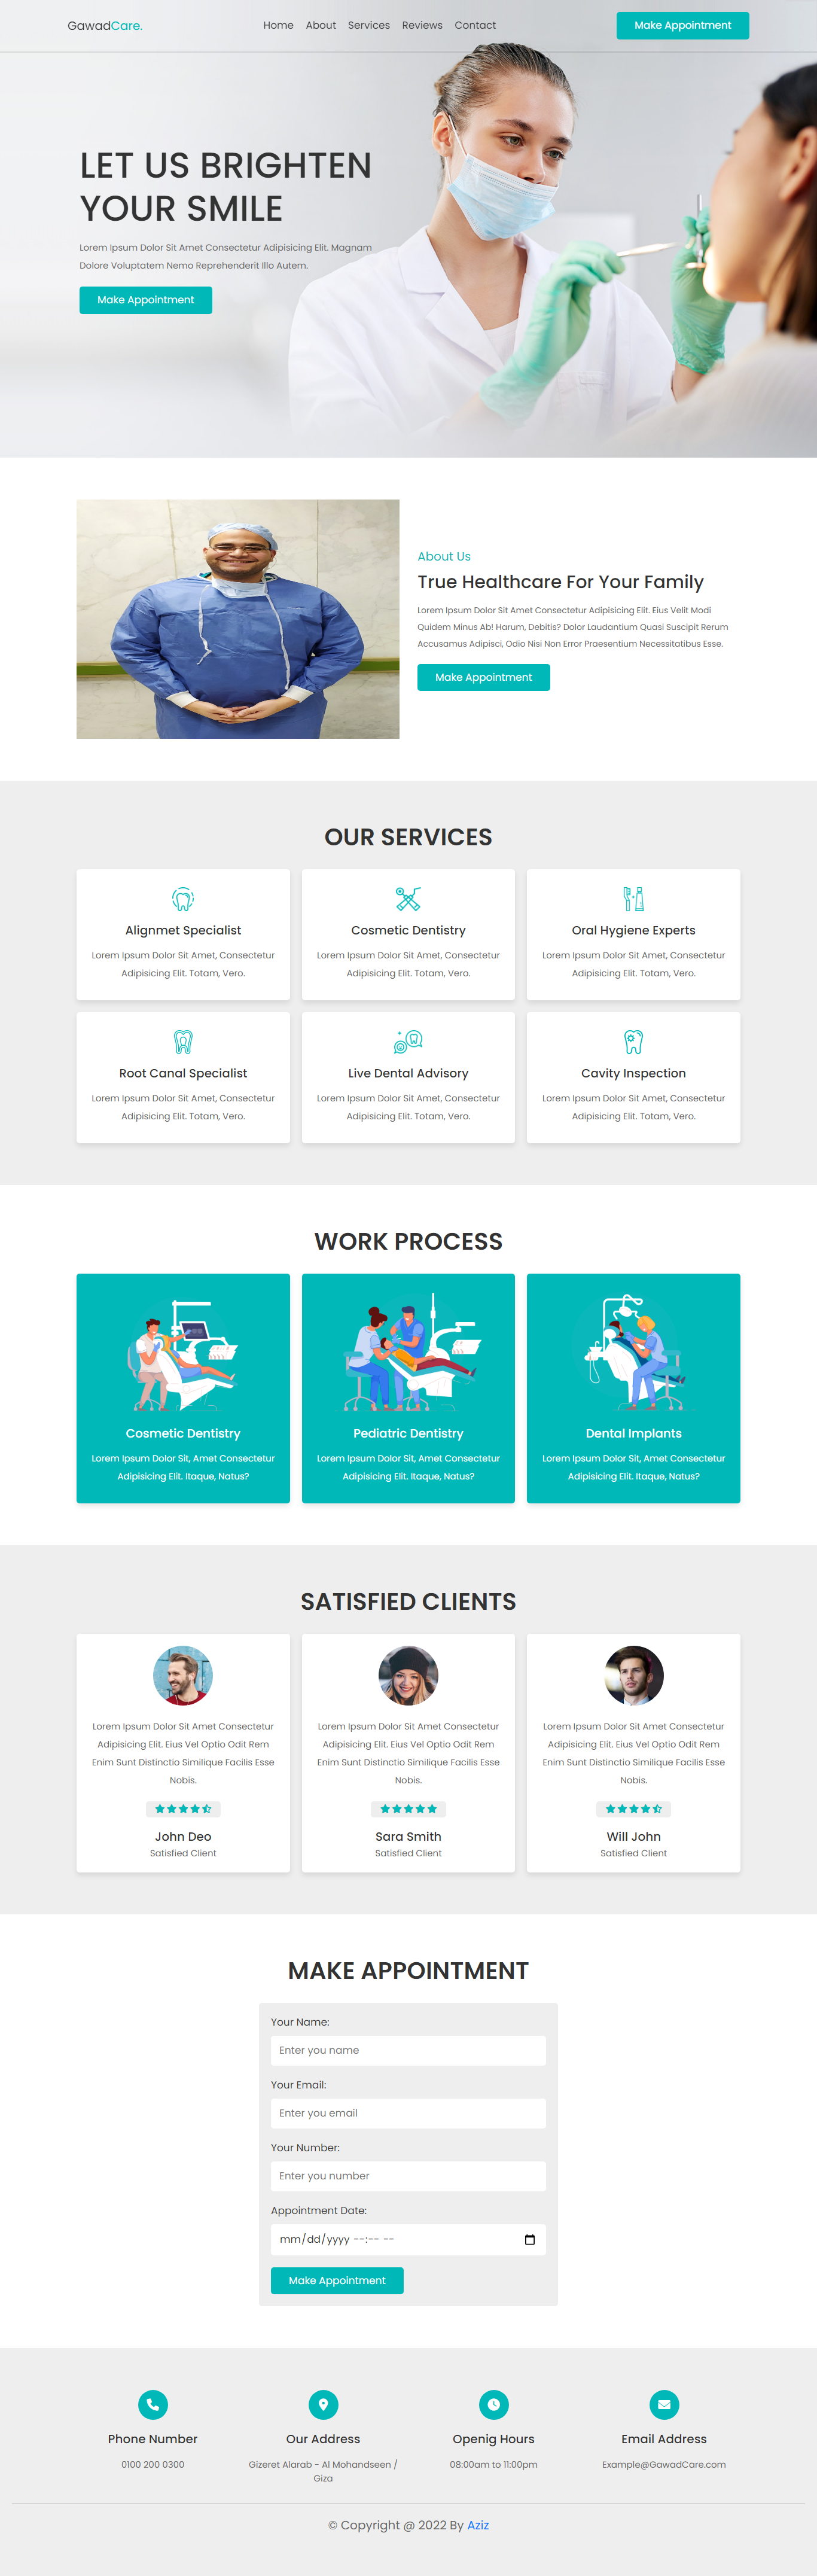 GawadCare.
Home About Services Reviews Contact
Make Appointment
LET US BRIGHTEN
YOUR SMILE
Lorem Ipsum Dolor Sit Amet Consectetur Adipisicing Elit. Magnam
Dolore Voluptatem Nemo Reprehenderit Illo Autem.
Make Appointment
About Us
True Healthcare For Your Family
Lorem Ipsum Dolor Sit Amet Consectetur Adipisicing Elit. Eius Velit Modi
Quidem Minus Ab! Harum, Debitis? Dolor Laudantium Quasi Suscipit Rerum
Accusamus Adipisci, Odio Nisi Non Error Praesentium Necessitatibus Esse.
Make Appointment
OUR SERVICES
Alignmet Specialist
Lorem Ipsum Dolor Sit Amet, Consectetur
Adipisicing Elit. Totam, Vero.
Cosmetic Dentistry
Lorem Ipsum Dolor Sit Amet, Consectetur
Adipisicing Elit. Totam, Vero.
Oral Hygiene Experts
Lorem Ipsum Dolor Sit Amet, Consectetur
Adipisicing Elit. Totam, Vero.
Root Canal Specialist
Lorem Ipsum Dolor Sit Amet, Consectetur
Adipisicing Elit. Totam, Vero.
Live Dental Advisory
Lorem Ipsum Dolor Sit Amet, Consectetur
Adipisicing Elit. Totam, Vero.
Cavity Inspection
Lorem Ipsum Dolor Sit Amet, Consectetur
Adipisicing Elit. Totam, Vero.
WORK PROCESS
Cosmetic Dentistry
Lorem Ipsum Dolor Sit, Amet Consectetur
Adipisicing Elit. Itaque, Natus?
Pediatric Dentistry
Lorem Ipsum Dolor Sit, Amet Consectetur
Adipisicing Elit. Itaque, Natus?
Dental Implants
Lorem Ipsum Dolor Sit, Amet Consectetur
Adipisicing Elit. Itaque, Natus?
SATISFIED CLIENTS
Lorem Ipsum Dolor Sit Amet Consectetur
Adipisicing Elit. Eius Vel Optio Odit Rem
Enim Sunt Distinctio Similique Facilis Esse
Nobis.
John Deo
Satisfied Client
Lorem Ipsum Dolor Sit Amet Consectetur
Adipisicing Elit. Eius Vel Optio Odit Rem
Enim Sunt Distinctio Similique Facilis Esse
Nobis.
Sara Smith
Satisfied Client
Lorem Ipsum Dolor Sit Amet Consectetur
Adipisicing Elit. Eius Vel Optio Odit Rem
Enim Sunt Distinctio Similique Facilis Esse
Nobis.
Will John
Satisfied Client
MAKE APPOINTMENT
Your Name:
Enter you name
Your Email:
Enter you email
Your Number:
Enter you number
Appointment Date:
mm/dd/yyyy --:-- --
Make Appointment
Phone Number
0100 200 0300
Our Address
Gizeret Alarab - Al Mohandseen /
Giza
Openig Hours
08:00am to 11:00pm
Email Address
Example@GawadCare.com
© Copyright @ 2022 By Aziz